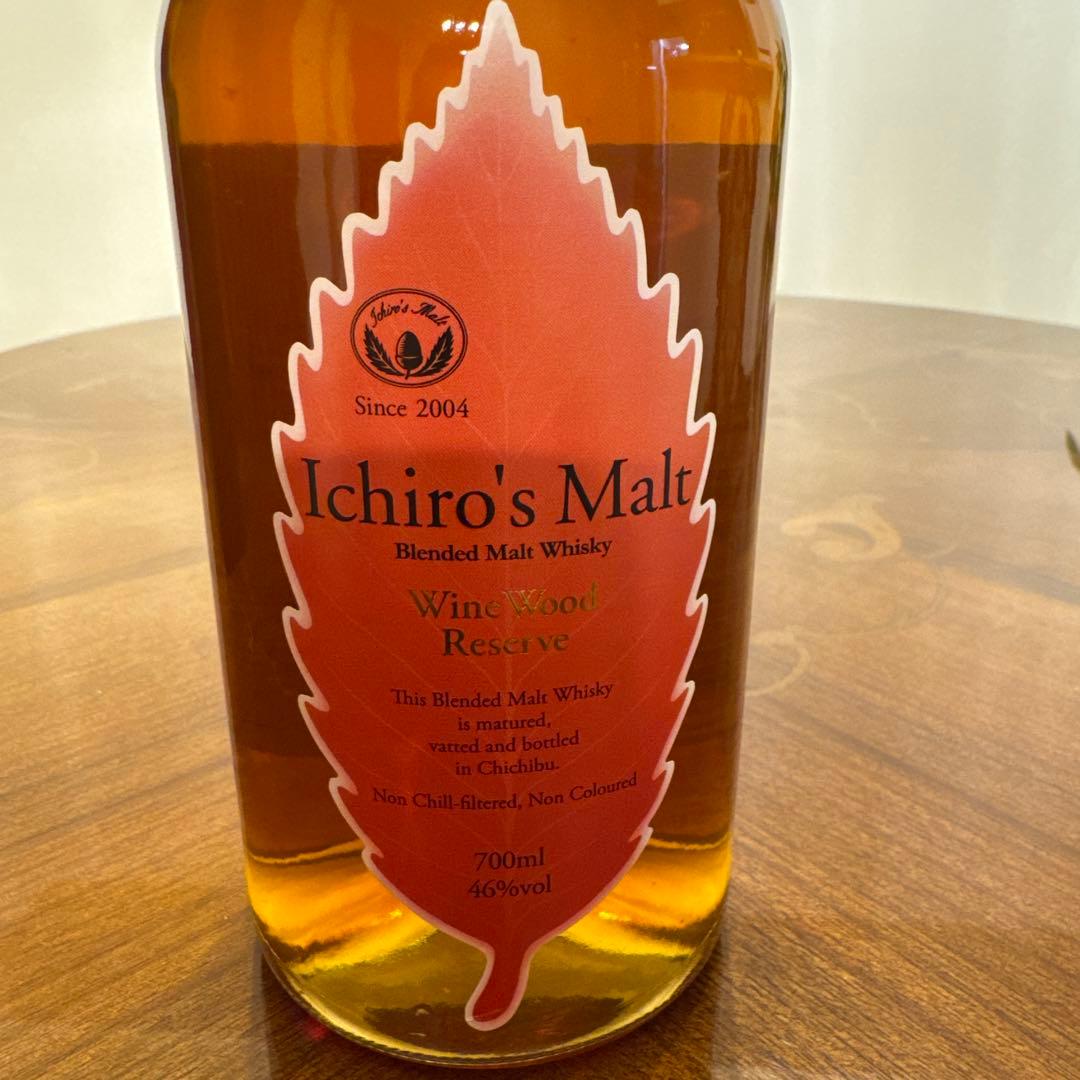 Ichiro's Malt
Since 2004
Ichiro's Malt
Blended Malt Whisky
Wine Wood
Reserve
This Blended Malt Whisky
is matured,
vatted and bottled
in Chichibu.
Non Chill-filtered, Non Coloured
700ml
46%vol